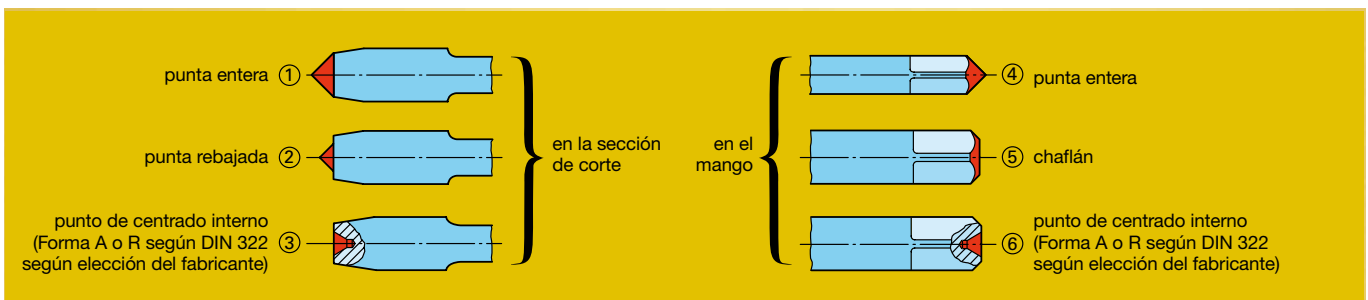 punta entera ①
punta rebajada ②
punto de centrado interno
(Forma A o R según DIN 322 ③
según elección del fabricante)
en la sección
de corte
en el
mango
④ punta entera
⑤ chaflán
⑥ punto de centrado interno
(Forma A o R según DIN 322
según elección del fabricante)